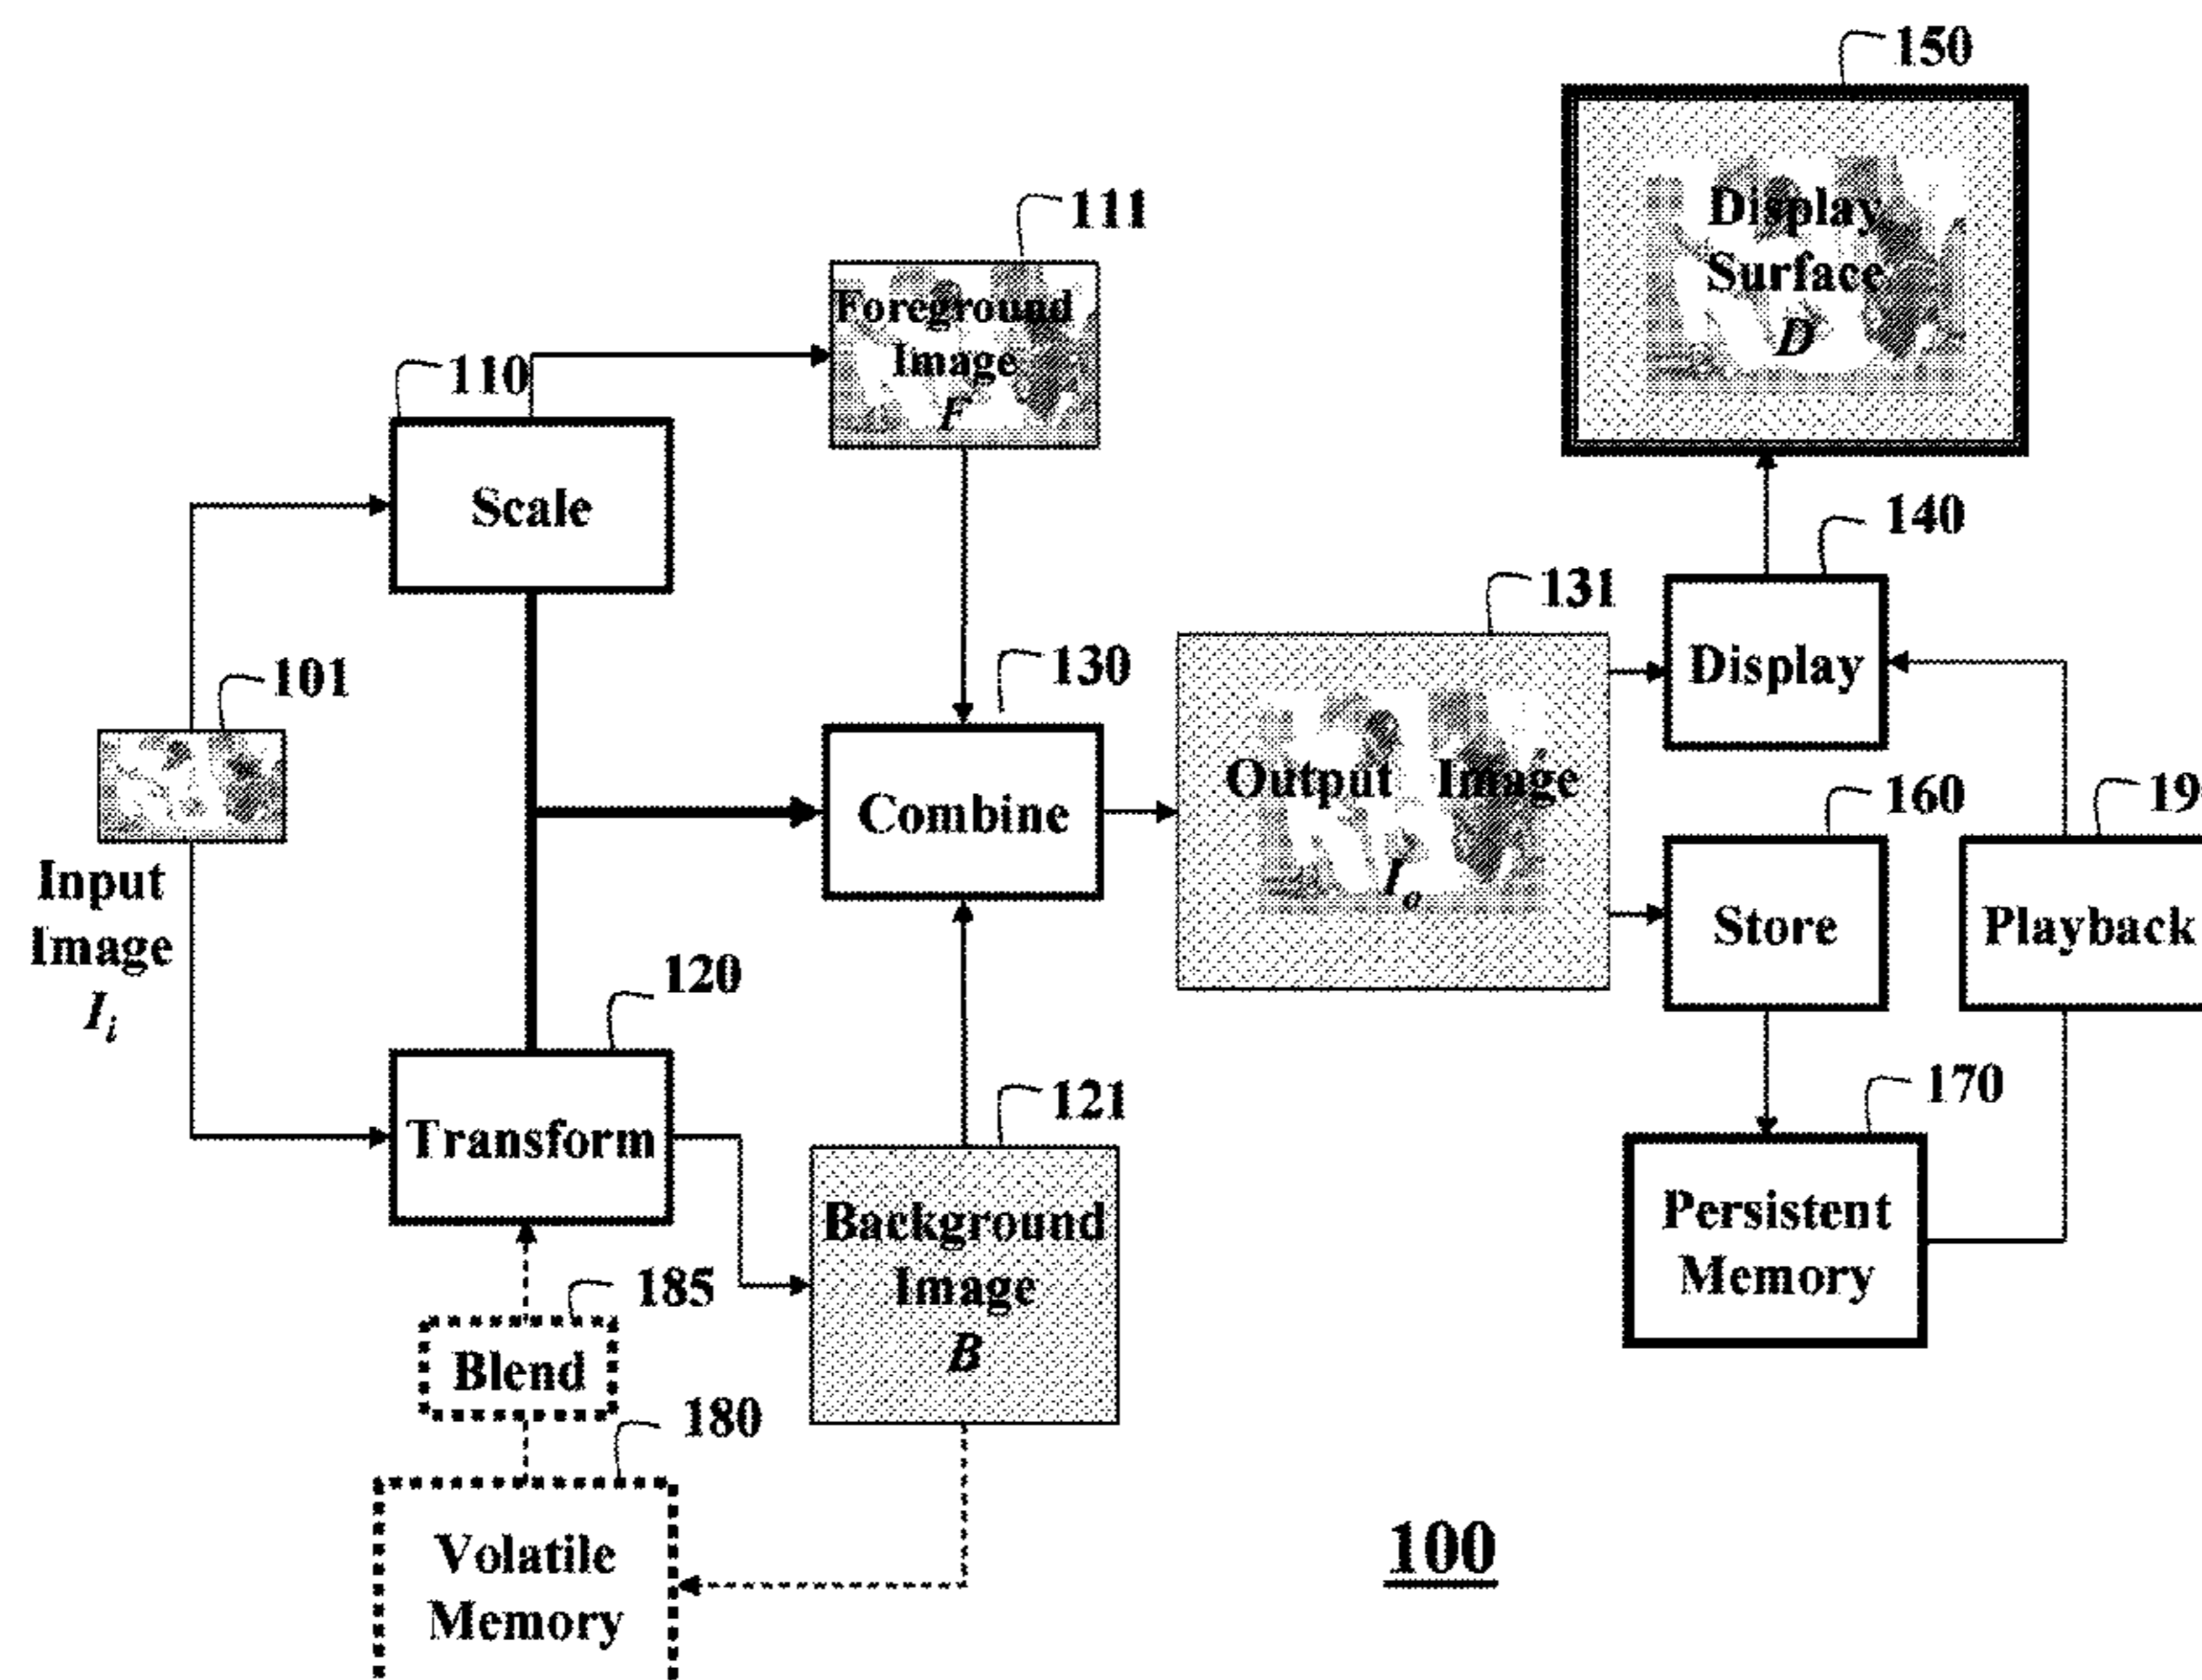 150
Display
Surface
D
111
Foreground
Image
F
110
Scale
140
Display
131
Output Image
I_o
101
Input
Image
I_i
130
Combine
160
Store
Playback
120
Transform
121
Background
Image
B
170
Persistent
Memory
185
Blend
180
Volatile
Memory
100